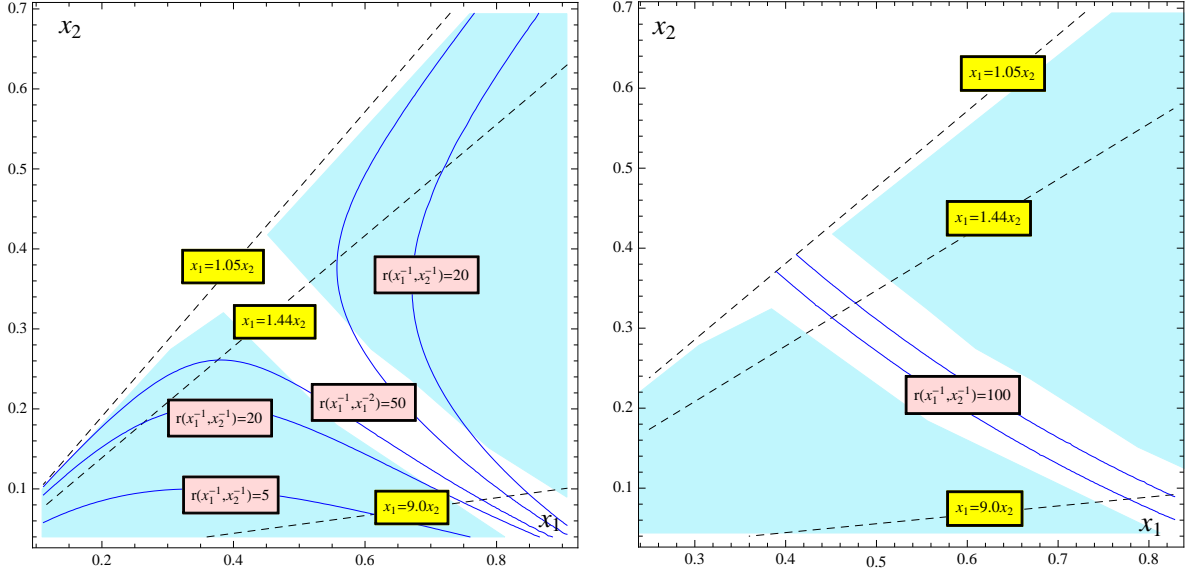 0.7
x₂
0.6
0.5
0.4
0.3
0.2
0.1
x₁=1.05x₂
x₁=1.44x₂
r(x₁⁻¹,x₂⁻¹)=20
r(x₁⁻¹,x₁⁻²)=50
r(x₁⁻¹,x₂⁻¹)=20
r(x₁⁻¹,x₂⁻¹)=5
x₁=9.0x₂
x₁
0.2 0.4 0.6 0.8
0.7
x₂
0.6
0.5
0.4
0.3
0.2
0.1
x₁=1.05x₂
x₁=1.44x₂
r(x₁⁻¹,x₂⁻¹)=100
x₁=9.0x₂
x₁
0.3 0.4 0.5 0.6 0.7 0.8